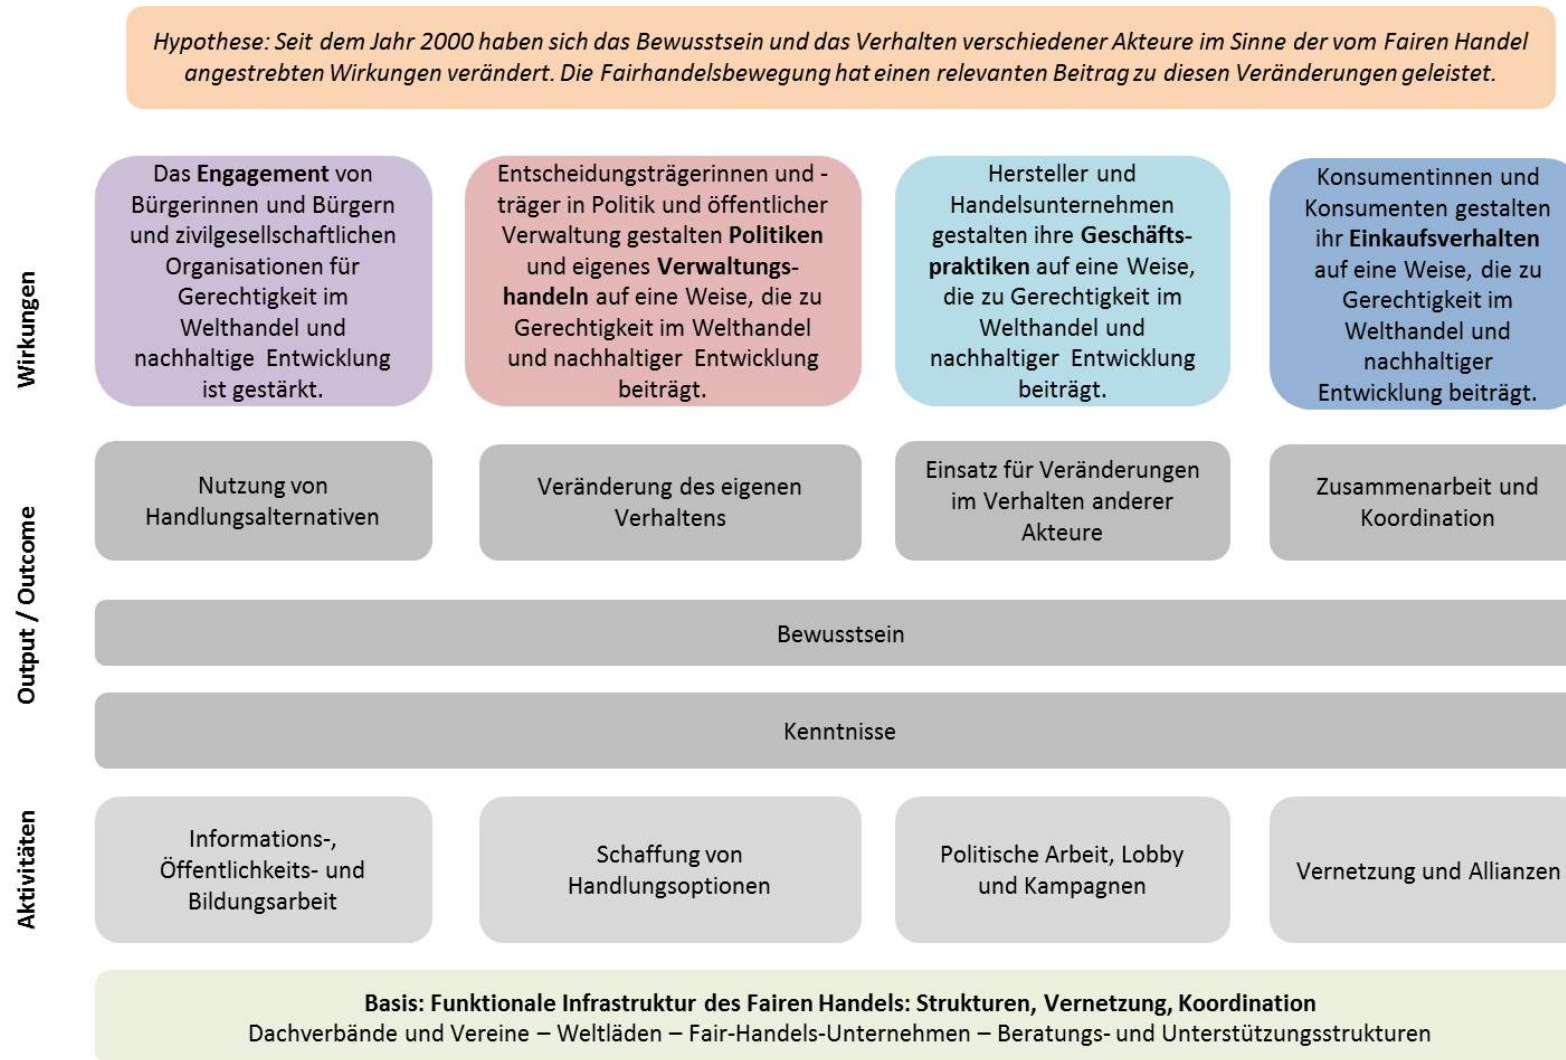 Hypothese: Seit dem Jahr 2000 haben sich das Bewusstsein und das Verhalten verschiedener Akteure im Sinne der vom Fairen Handel
angestrebten Wirkungen verändert. Die Fairhandelsbewegung hat einen relevanten Beitrag zu diesen Veränderungen geleistet.
Wirkungen
Das Engagement von
Bürgerinnen und Bürgern
und zivilgesellschaftlichen
Organisationen für
Gerechtigkeit im
Welthandel und
nachhaltige Entwicklung
ist gestärkt.
Entscheidungsträgerinnen und -
träger in Politik und öffentlicher
Verwaltung gestalten Politiken
und eigenes Verwaltungs-
handeln auf eine Weise, die zu
Gerechtigkeit im Welthandel
und nachhaltiger Entwicklung
beiträgt.
Hersteller und
Handelsunternehmen
gestalten ihre Geschäfts-
praktiken auf eine Weise,
die zu Gerechtigkeit im
Welthandel und
nachhaltiger Entwicklung
beiträgt.
Konsumentinnen und
Konsumenten gestalten
ihr Einkaufsverhalten
auf eine Weise, die zu
Gerechtigkeit im
Welthandel und
nachhaltiger
Entwicklung beiträgt.
Output / Outcome
Nutzung von
Handlungsalternativen
Veränderung des eigenen
Verhaltens
Einsatz für Veränderungen
im Verhalten anderer
Akteure
Zusammenarbeit und
Koordination
Bewusstsein
Kenntnisse
Aktivitäten
Informations-,
Öffentlichkeits- und
Bildungsarbeit
Schaffung von
Handlungsoptionen
Politische Arbeit, Lobby
und Kampagnen
Vernetzung und Allianzen
Basis: Funktionale Infrastruktur des Fairen Handels: Strukturen, Vernetzung, Koordination
Dachverbände und Vereine – Weltläden – Fair-Handels-Unternehmen – Beratungs- und Unterstützungsstrukturen